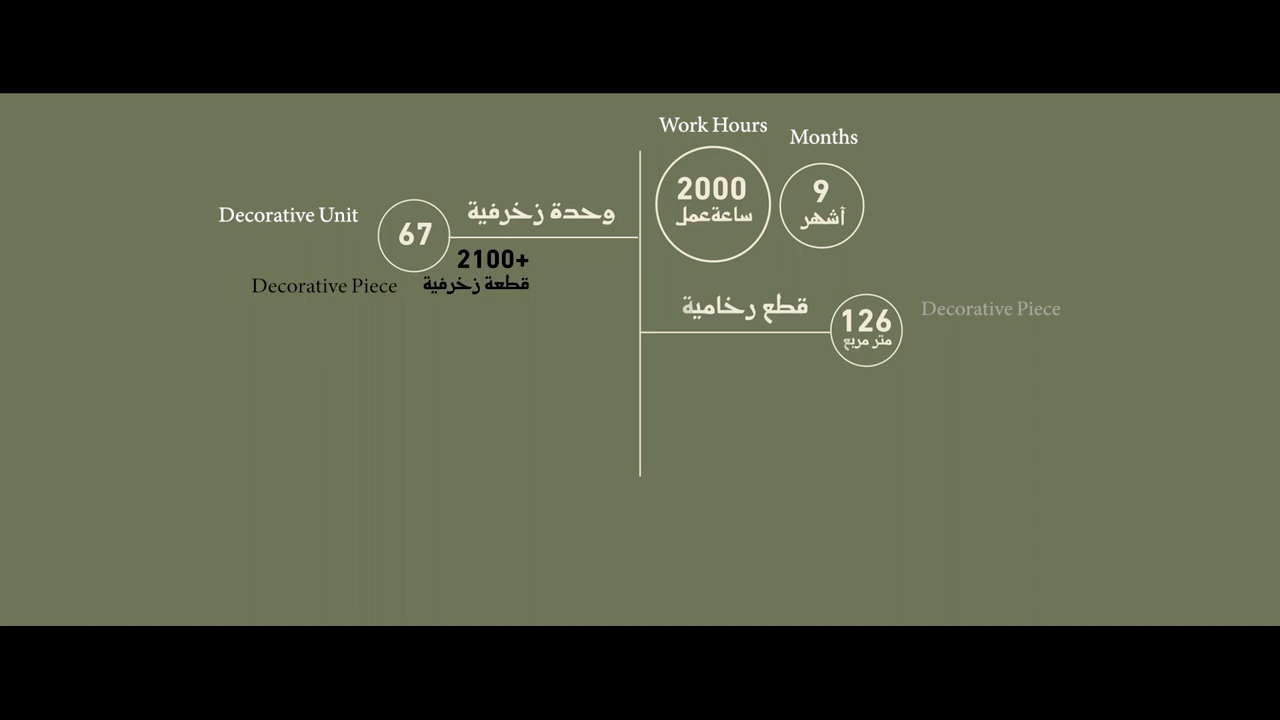 Work Hours
Months
2000
ساعةعمل
9
أشهر
Decorative Unit
67
وحدة زخرفية
2100+
قطعة زخرفية
Decorative Piece
قطع رخامية
126
متر مربع
Decorative Piece